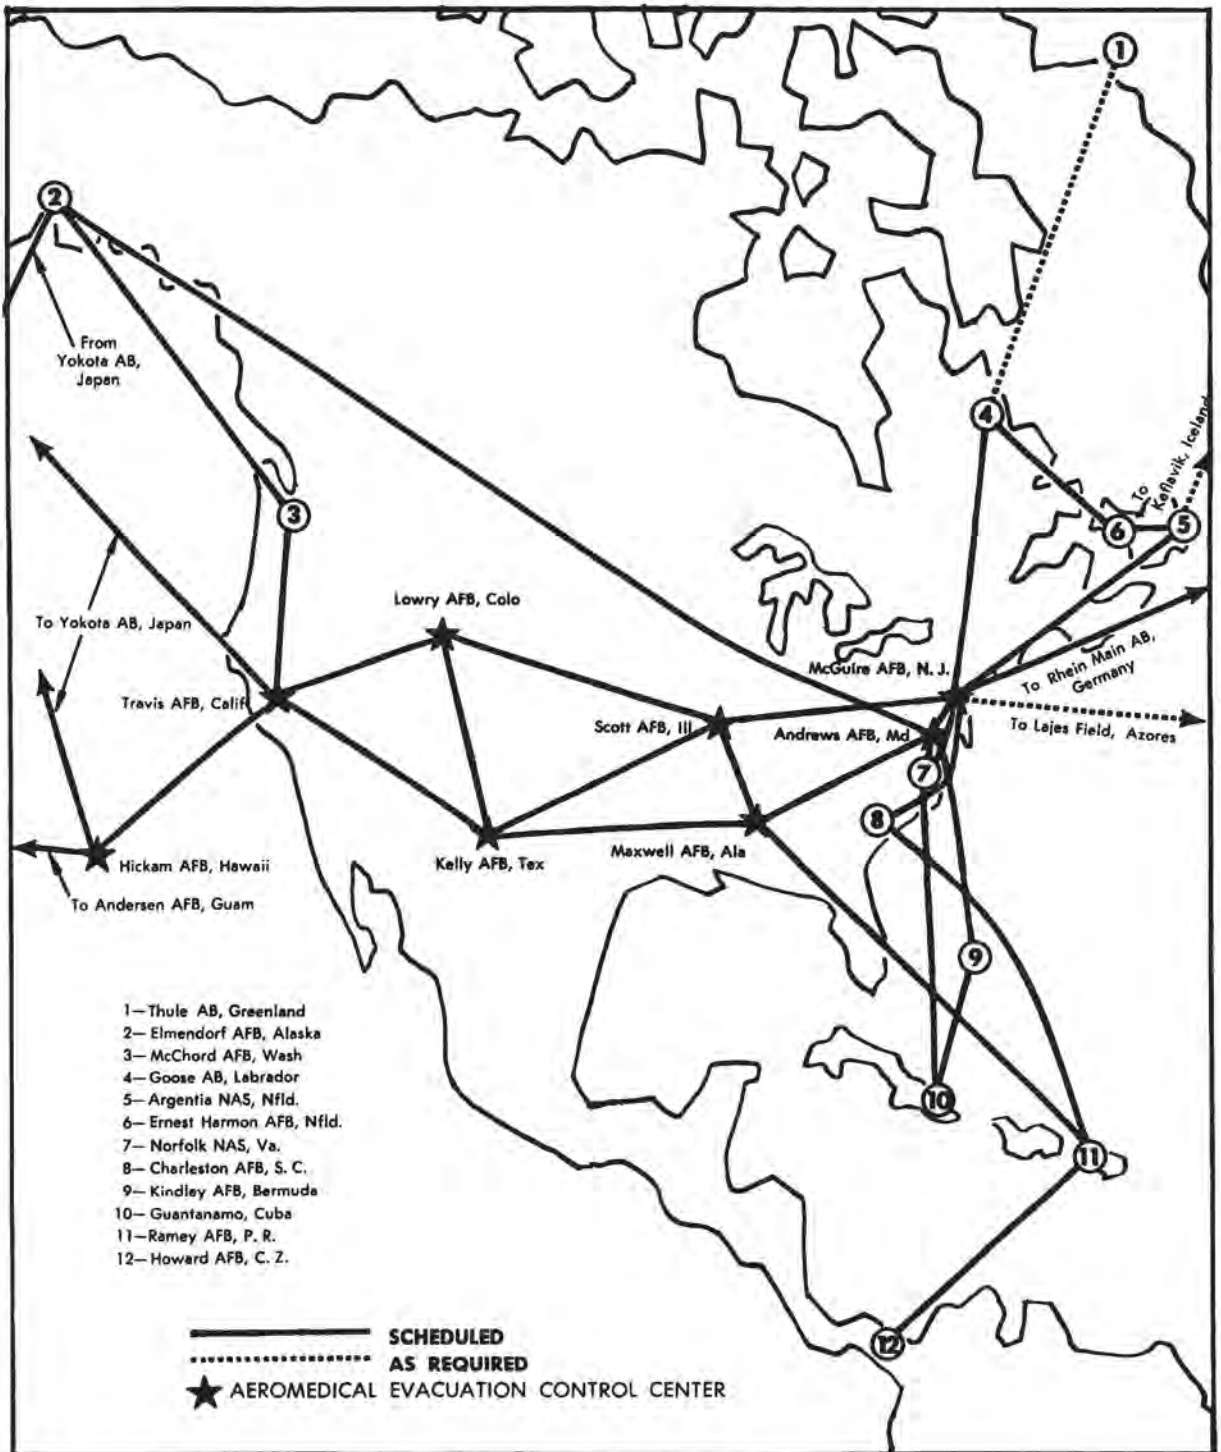 1
2
From
Yokota AB,
Japan
4
To
Keflavik, Iceland
3
6
5
Lowry AFB, Colo
To Yokota AB, Japan
McGuire AFB, N. J.
To Rhein Main AB,
Germany
Travis AFB, Calif
Scott AFB, Ill
Andrews AFB, Md
To Lajes Field, Azores
7
8
Hickam AFB, Hawaii
Kelly AFB, Tex
Maxwell AFB, Ala
To Andersen AFB, Guam
9
1—Thule AB, Greenland
2—Elmendorf AFB, Alaska
3—McChord AFB, Wash
4—Goose AB, Labrador
5—Argentia NAS, Nfld.
6—Ernest Harmon AFB, Nfld.
7—Norfolk NAS, Va.
8—Charleston AFB, S. C.
9—Kindley AFB, Bermuda
10—Guantanamo, Cuba
11—Ramey AFB, P. R.
12—Howard AFB, C. Z.
10
11
12
SCHEDULED
AS REQUIRED
AEROMEDICAL EVACUATION CONTROL CENTER